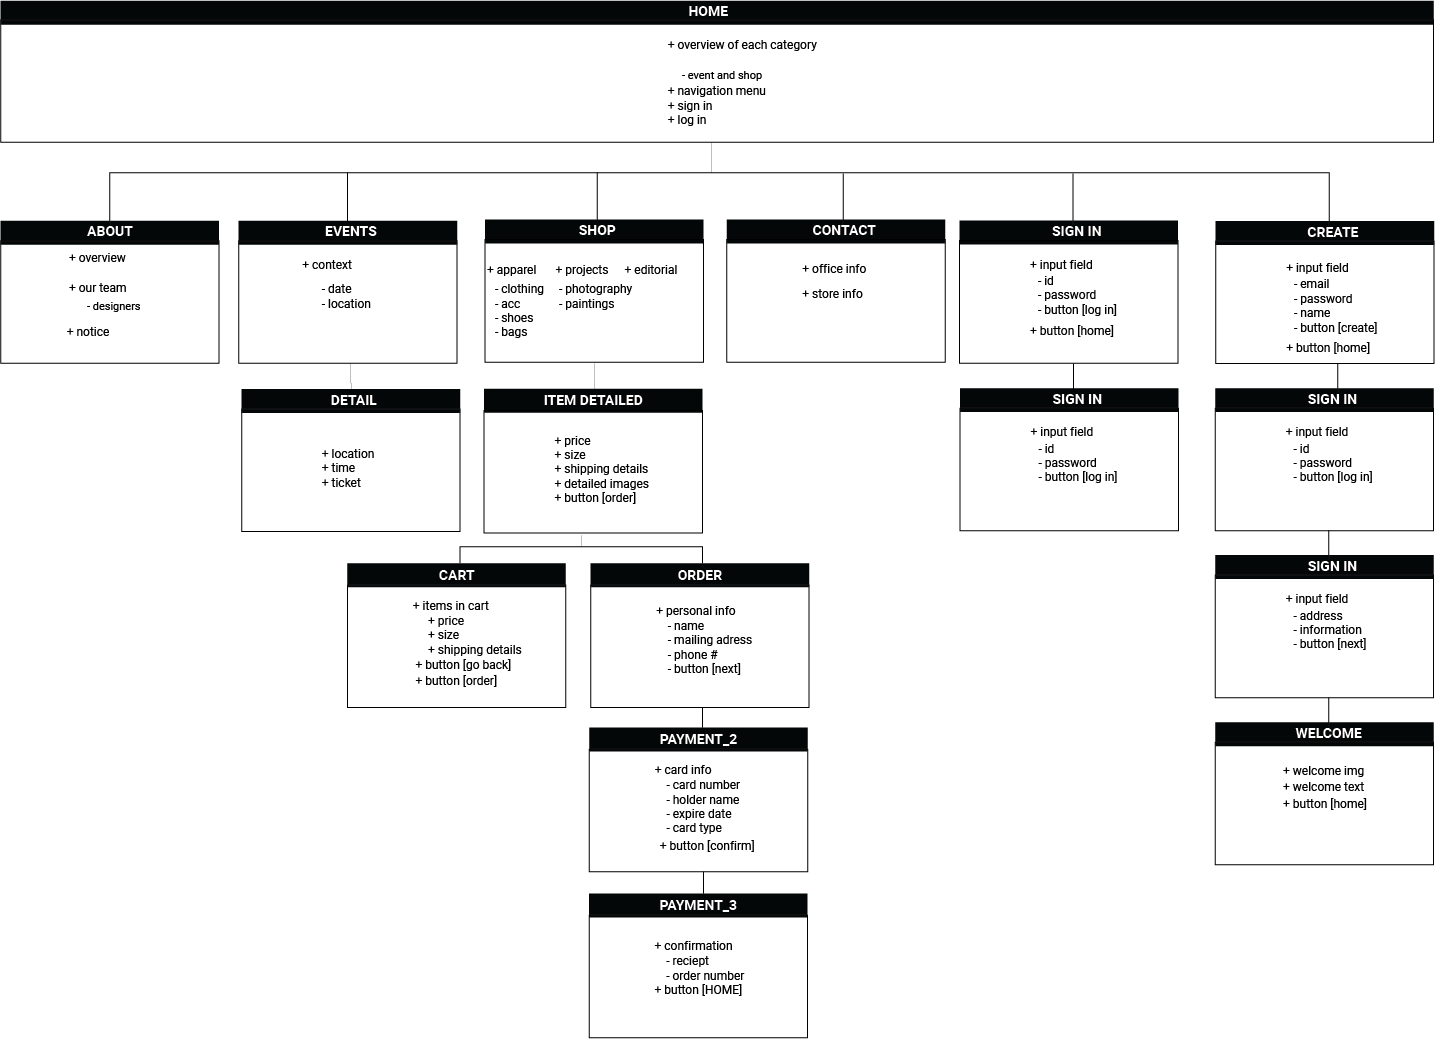 HOME
+ overview of each category
- event and shop
+ navigation menu
+ sign in
+ log in
ABOUT
+ overview
+ our team
- designers
+ notice
EVENTS
+ context
- date
- location
SHOP
+ apparel + projects + editorial
- clothing - photography
- acc - paintings
- shoes
- bags
CONTACT
+ office info
+ store info
SIGN IN
+ input field
- id
- password
- button [log in]
+ button [home]
CREATE
+ input field
- email
- password
- name
- button [create]
+ button [home]
DETAIL
+ location
+ time
+ ticket
ITEM DETAILED
+ price
+ size
+ shipping details
+ detailed images
+ button [order]
SIGN IN
+ input field
- id
- password
- button [log in]
SIGN IN
+ input field
- id
- password
- button [log in]
CART
+ items in cart
+ price
+ size
+ shipping details
+ button [go back]
+ button [order]
ORDER
+ personal info
- name
- mailing adress
- phone #
- button [next]
SIGN IN
+ input field
- address
- information
- button [next]
PAYMENT_2
+ card info
- card number
- holder name
- expire date
- card type
+ button [confirm]
WELCOME
+ welcome img
+ welcome text
+ button [home]
PAYMENT_3
+ confirmation
- reciept
- order number
+ button [HOME]